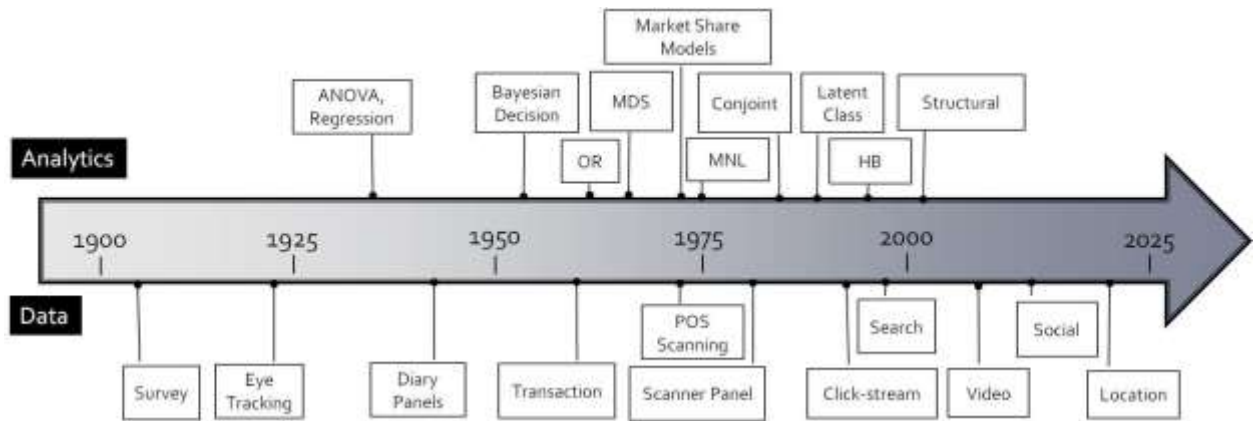 Market Share
Models
ANOVA,
Regression
Bayesian
Decision
MDS
Conjoint
Latent
Class
Structural
OR
MNL
HB
Analytics
1900
1925
1950
1975
2000
2025
Data
Survey
Eye
Tracking
Diary
Panels
Transaction
POS
Scanning
Scanner Panel
Click-stream
Search
Video
Social
Location